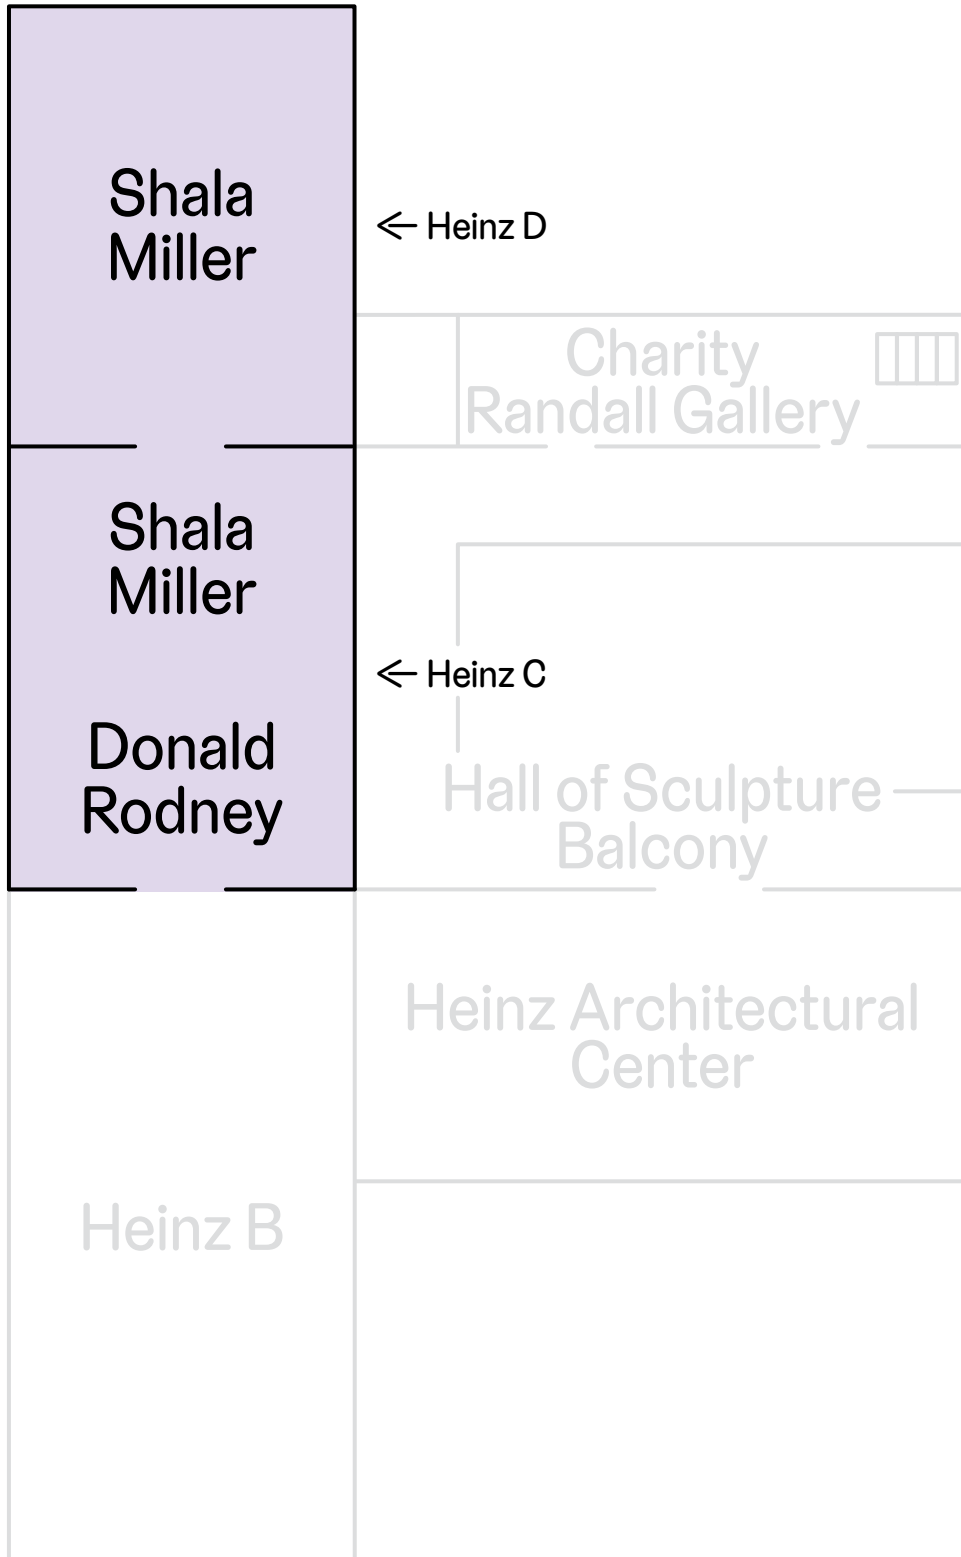 Shala
Miller
← Heinz D
Charity
Randall Gallery
Shala
Miller
← Heinz C
Donald
Rodney
Hall of Sculpture
Balcony
Heinz Architectural
Center
Heinz B